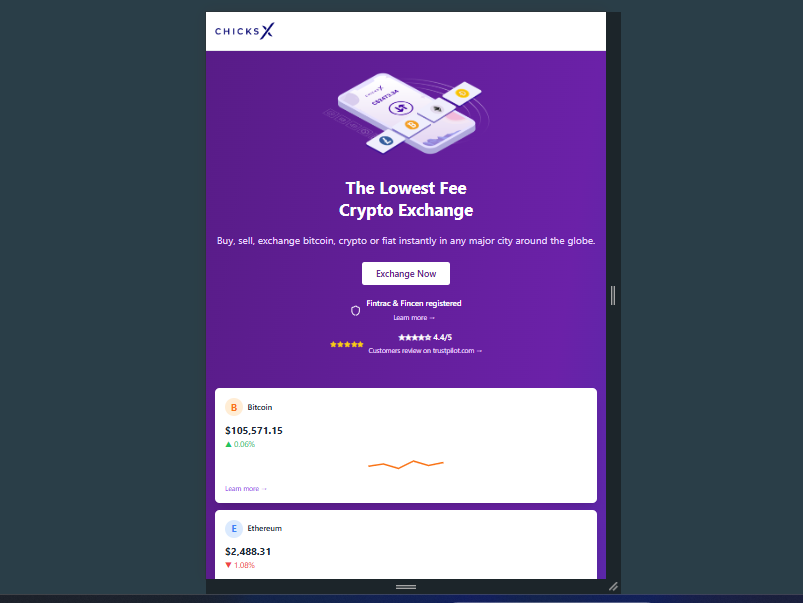 CHICKSX
The Lowest Fee
Crypto Exchange
Buy, sell, exchange bitcoin, crypto or fiat instantly in any major city around the globe.
Exchange Now
Fintrac & Fincen registered
Learn more →
★★★★☆ 4.4/5
★★★★★
Customers review on trustpilot.com →
B Bitcoin
$105,571.15
▲ 0.06%
Learn more →
E Ethereum
$2,488.31
▼ 1.08%